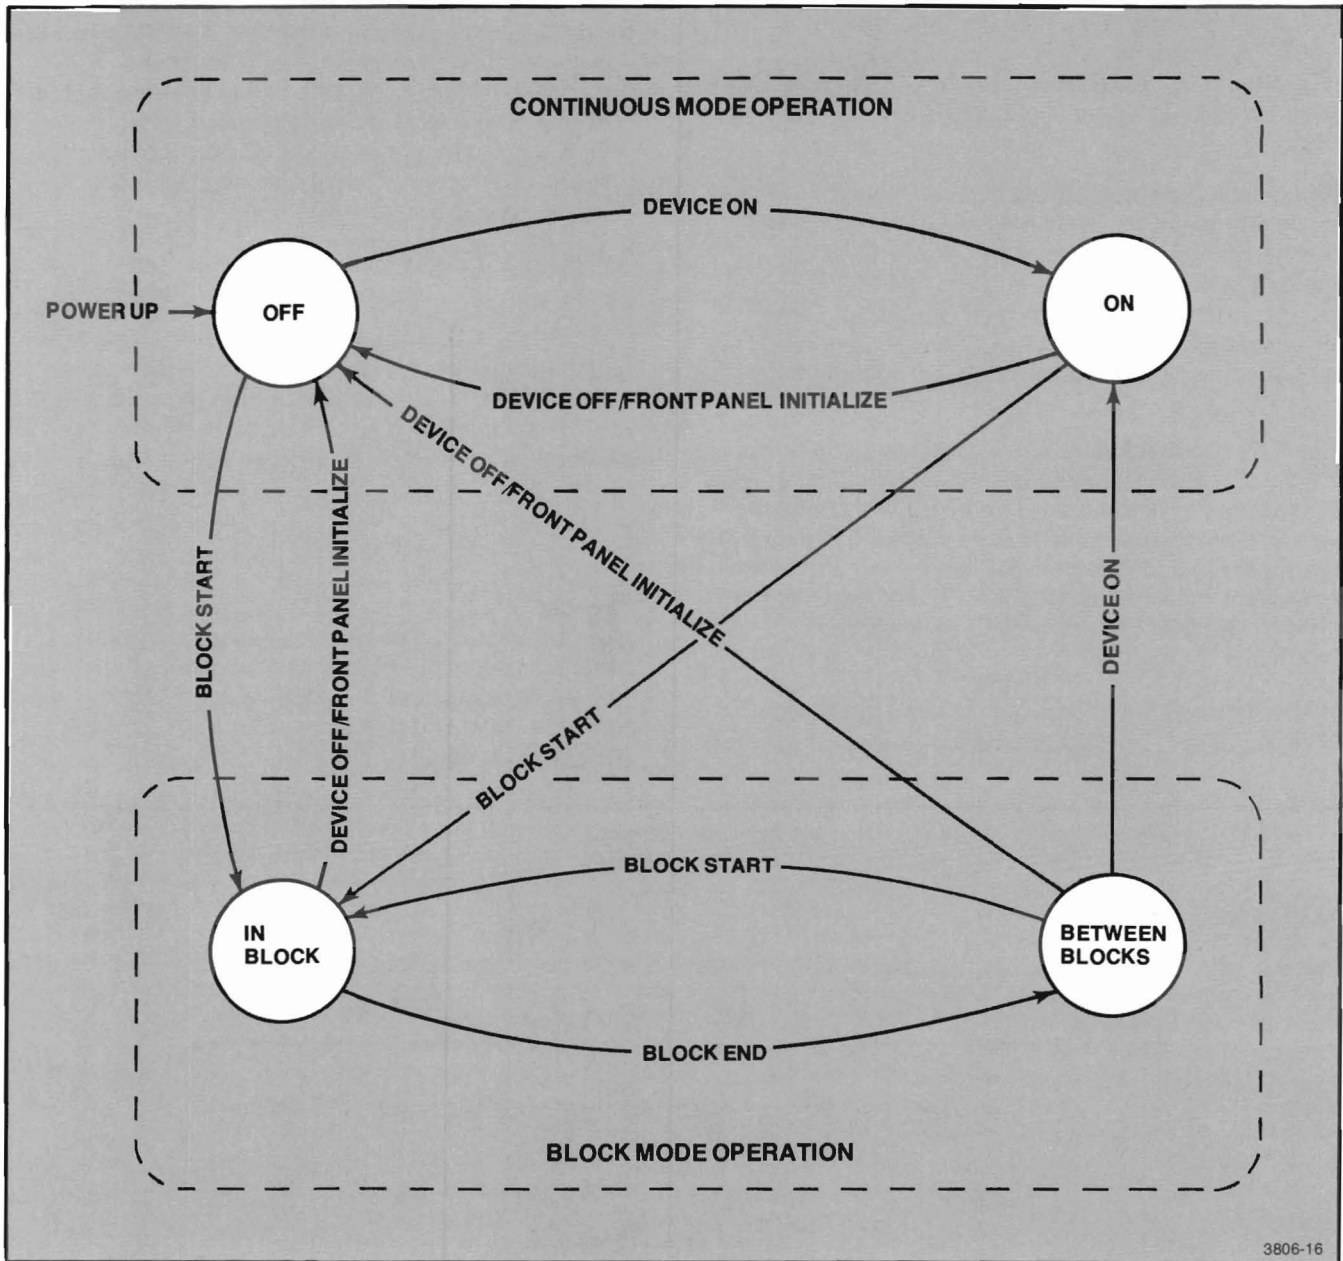 CONTINUOUS MODE OPERATION
DEVICE ON
POWER UP
OFF
ON
DEVICE OFF/FRONT PANEL INITIALIZE
DEVICE OFF/FRONT PANEL INITIALIZE
DEVICE OFF/FRONT PANEL INITIALIZE
BLOCK START
DEVICE ON
BLOCK START
BLOCK START
IN
BLOCK
BETWEEN
BLOCKS
BLOCK END
BLOCK MODE OPERATION
3806-16